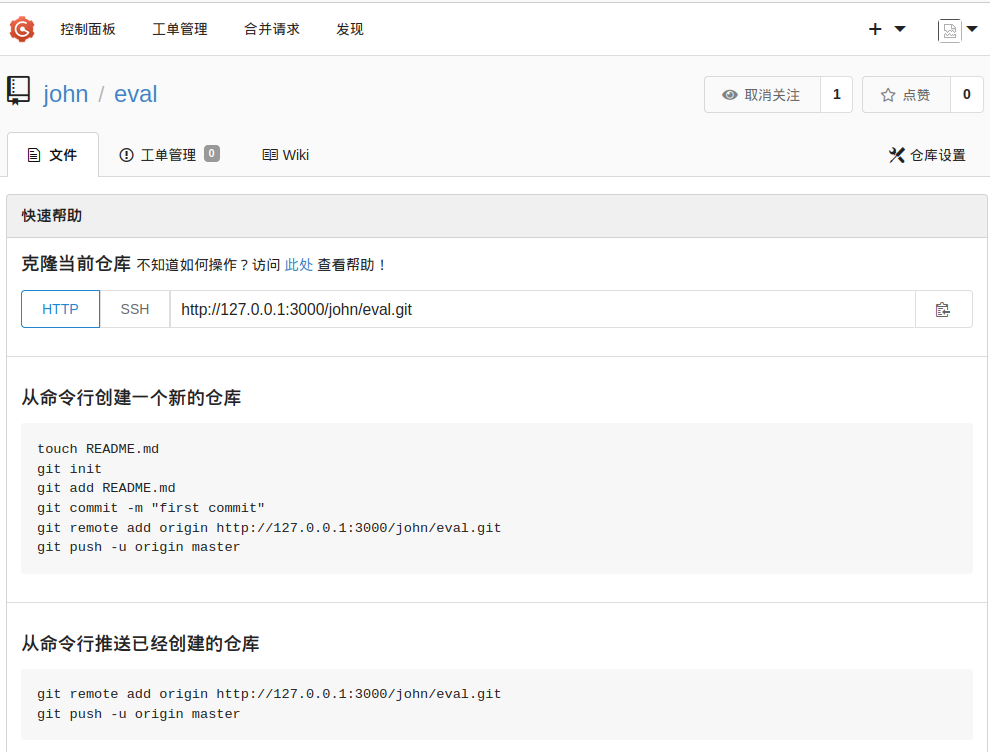 控制面板 工单管理 合并请求 发现
john / eval 取消关注 1 点赞 0
文件 工单管理 0 Wiki 仓库设置
快速帮助
克隆当前仓库 不知道如何操作？访问 此处 查看帮助！
HTTP SSH http://127.0.0.1:3000/john/eval.git
从命令行创建一个新的仓库
touch README.md
git init
git add README.md
git commit -m "first commit"
git remote add origin http://127.0.0.1:3000/john/eval.git
git push -u origin master
从命令行推送已经创建的仓库
git remote add origin http://127.0.0.1:3000/john/eval.git
git push -u origin master